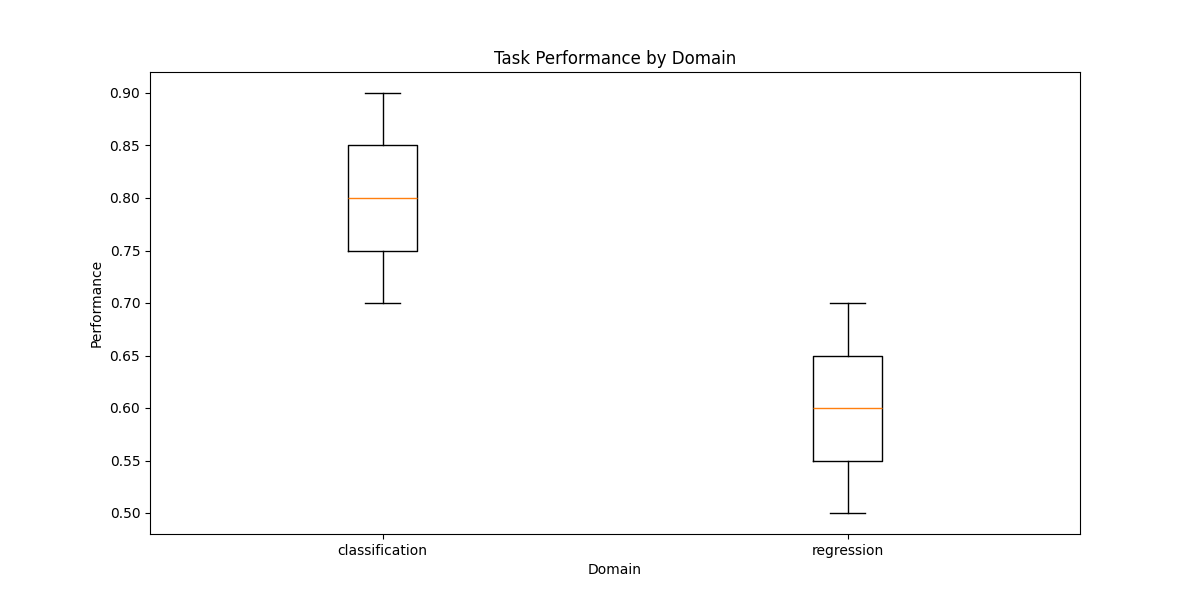 Task Performance by Domain
Performance
0.90
0.85
0.80
0.75
0.70
0.65
0.60
0.55
0.50
classification
regression
Domain